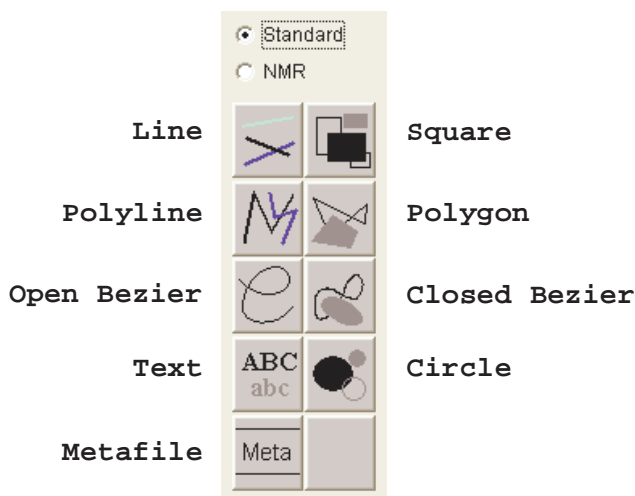 Standard
NMR
Line Square
Polyline Polygon
Open Bezier Closed Bezier
Text ABC Circle
abc
Metafile Meta